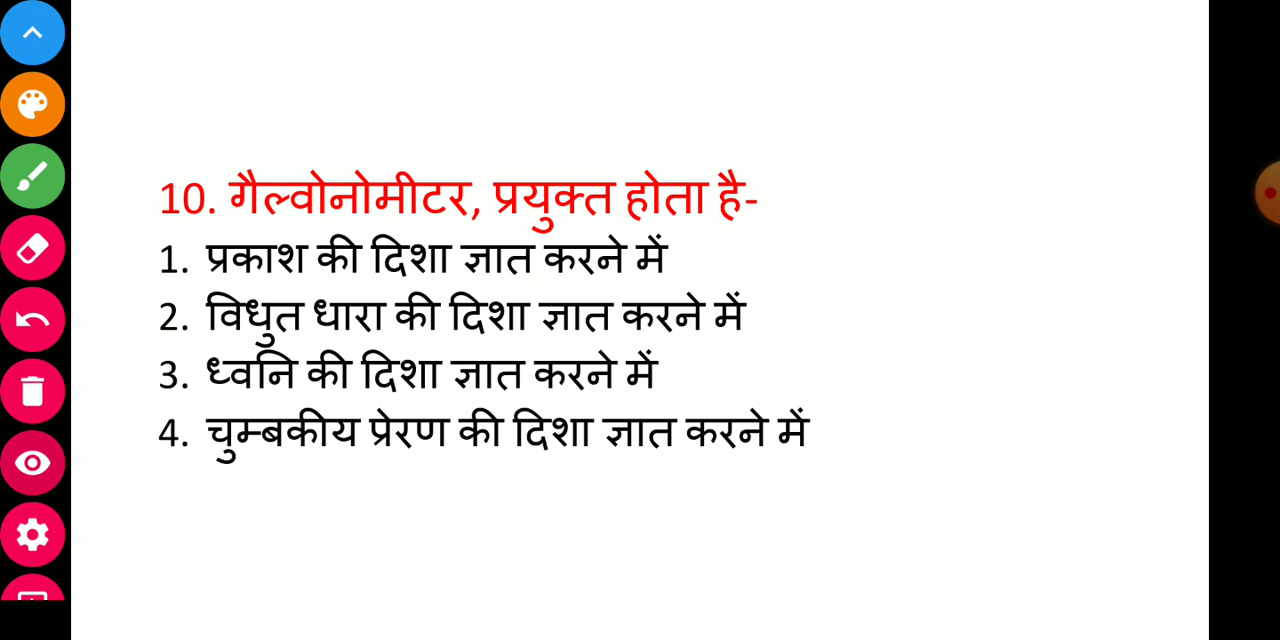 10. गैल्वोनोमीटर, प्रयुक्त होता है-
1. प्रकाश की दिशा ज्ञात करने में
2. विधुत धारा की दिशा ज्ञात करने में
3. ध्वनि की दिशा ज्ञात करने में
4. चुम्बकीय प्रेरण की दिशा ज्ञात करने में